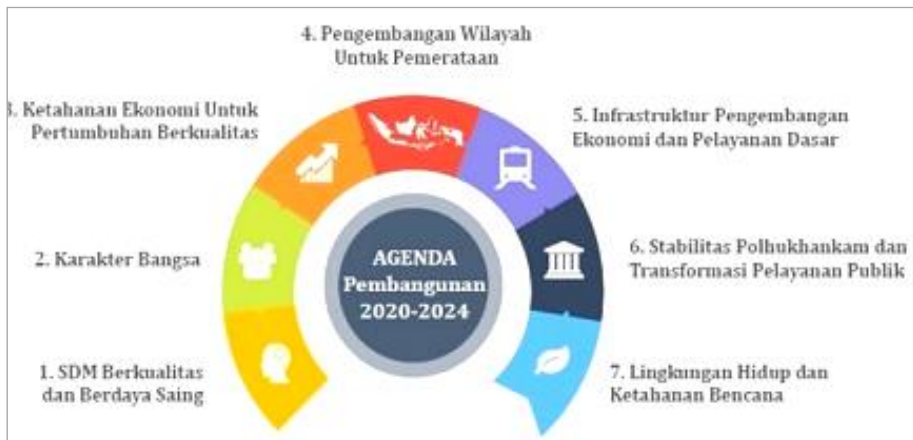 4. Pengembangan Wilayah
Untuk Pemerataan
3. Ketahanan Ekonomi Untuk
Pertumbuhan Berkualitas
5. Infrastruktur Pengembangan
Ekonomi dan Pelayanan Dasar
2. Karakter Bangsa
AGENDA
Pembangunan
2020-2024
6. Stabilitas Polhukhankam dan
Transformasi Pelayanan Publik
1. SDM Berkualitas
dan Berdaya Saing
7. Lingkungan Hidup dan
Ketahanan Bencana